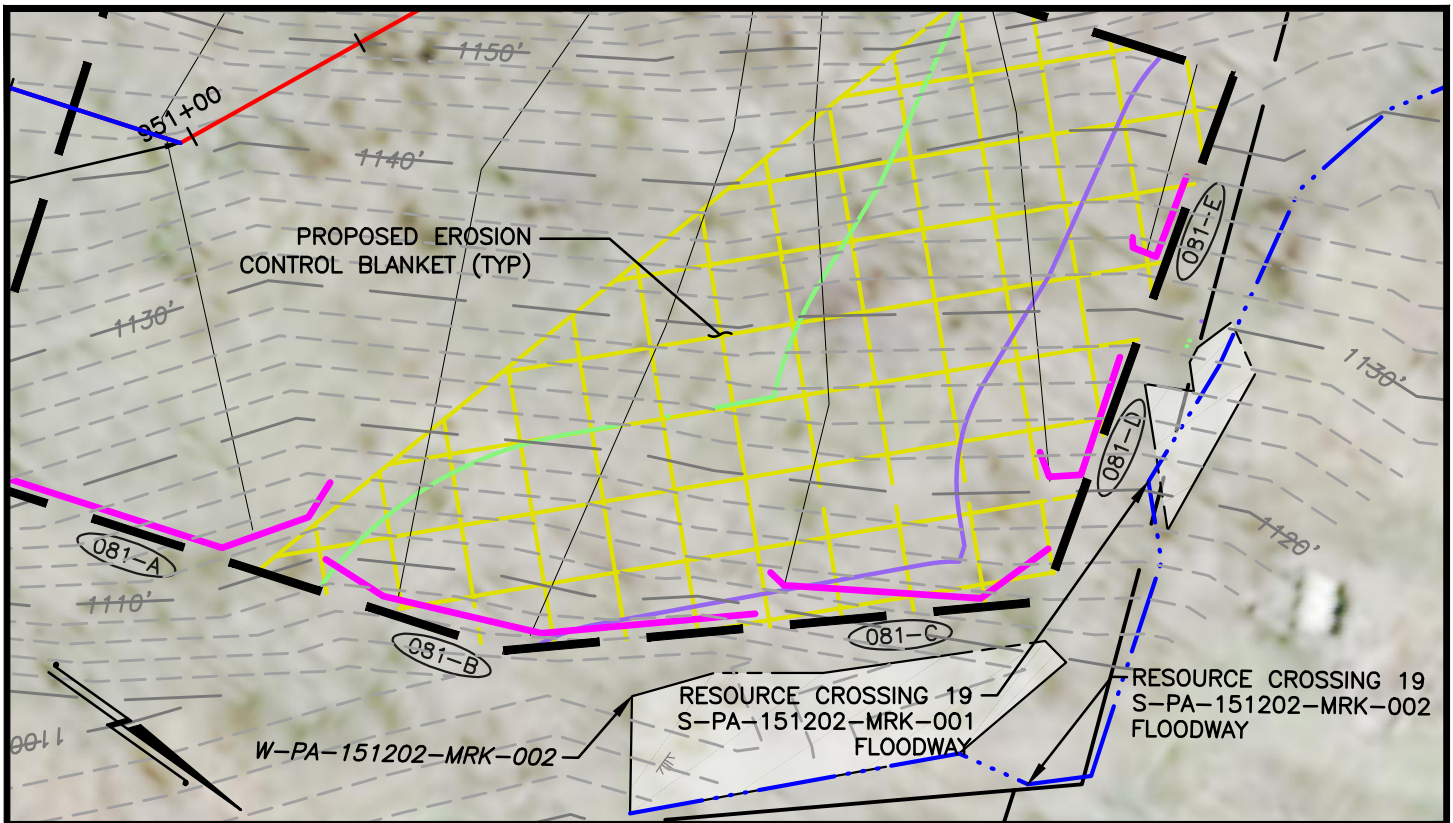 1150'
951+00
1140'
PROPOSED EROSION
CONTROL BLANKET (TYP)
081-E
1130'
1130'
081-D
1120'
081-A
1110'
081-B
081-C
RESOURCE CROSSING 19
S-PA-151202-MRK-001
FLOODWAY
RESOURCE CROSSING 19
S-PA-151202-MRK-002
FLOODWAY
W-PA-151202-MRK-002
1100'